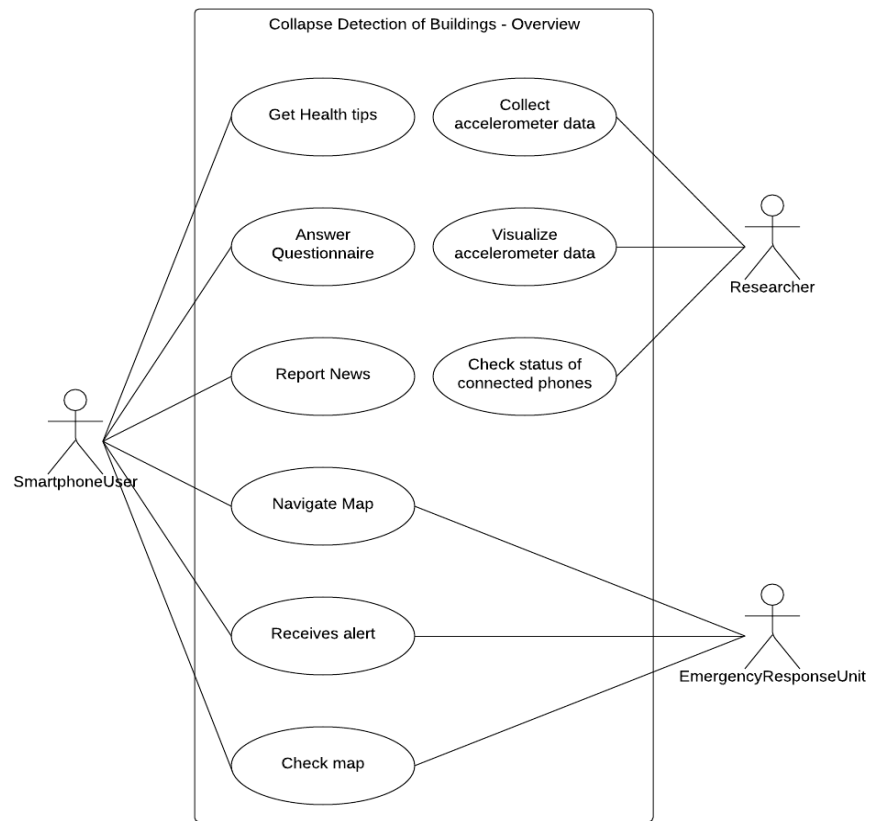 Collapse Detection of Buildings - Overview
Get Health tips
Collect
accelerometer data
Answer
Questionnaire
Visualize
accelerometer data
Researcher
Report News
Check status of
connected phones
SmartphoneUser
Navigate Map
Receives alert
EmergencyResponseUnit
Check map